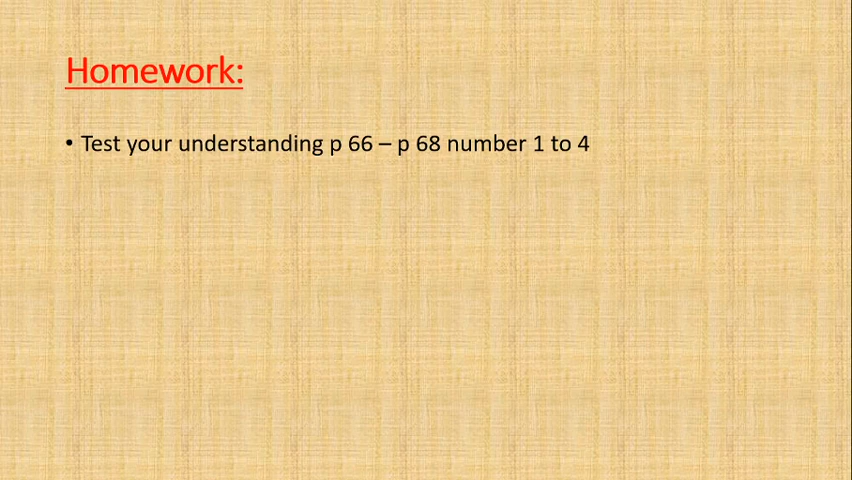 Homework:
• Test your understanding p 66 – p 68 number 1 to 4